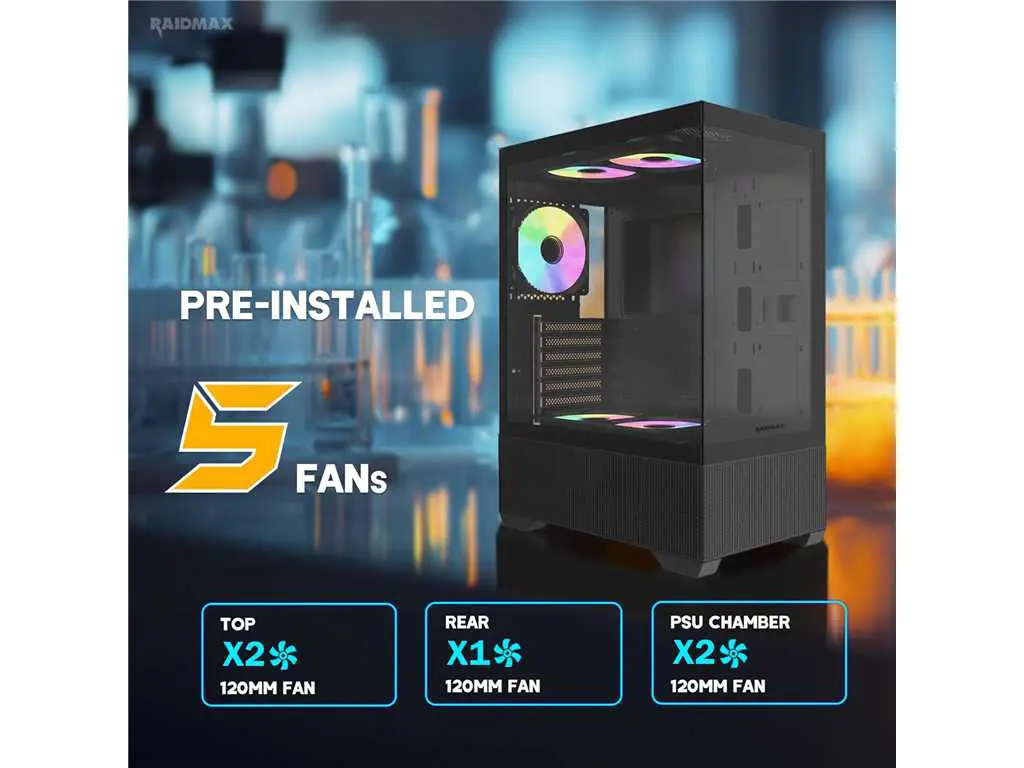 RAIDMAX
PRE-INSTALLED
5 FANs
RAIDMAX
TOP
X2
120MM FAN
REAR
X1
120MM FAN
PSU CHAMBER
X2
120MM FAN